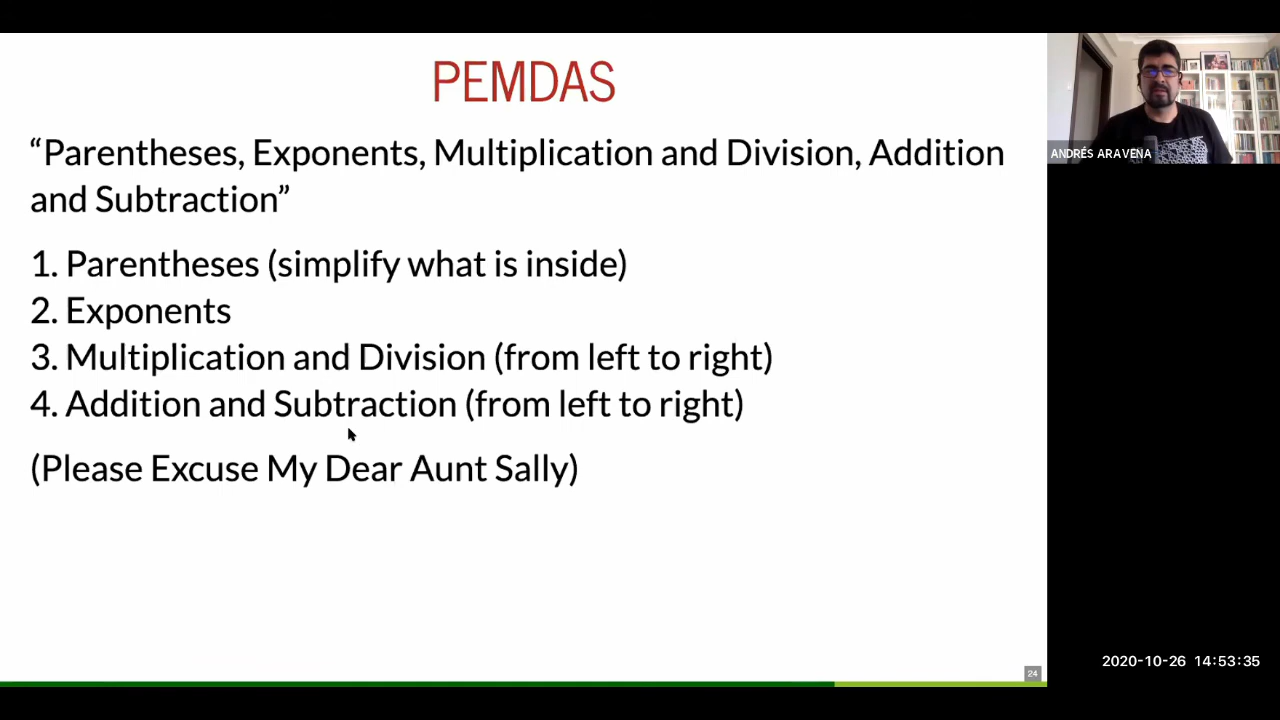 PEMDAS
“Parentheses, Exponents, Multiplication and Division, Addition
and Subtraction”
1. Parentheses (simplify what is inside)
2. Exponents
3. Multiplication and Division (from left to right)
4. Addition and Subtraction (from left to right)
(Please Excuse My Dear Aunt Sally)
24
ANDRÉS ARAVENA
2020-10-26 14:53:35